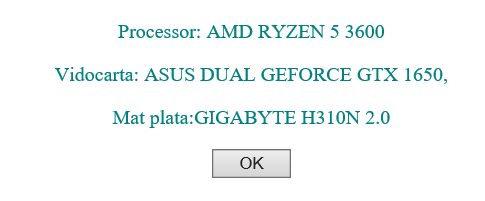 Processor: AMD RYZEN 5 3600
Vidocarta: ASUS DUAL GEFORCE GTX 1650,
Mat plata:GIGABYTE H310N 2.0
OK